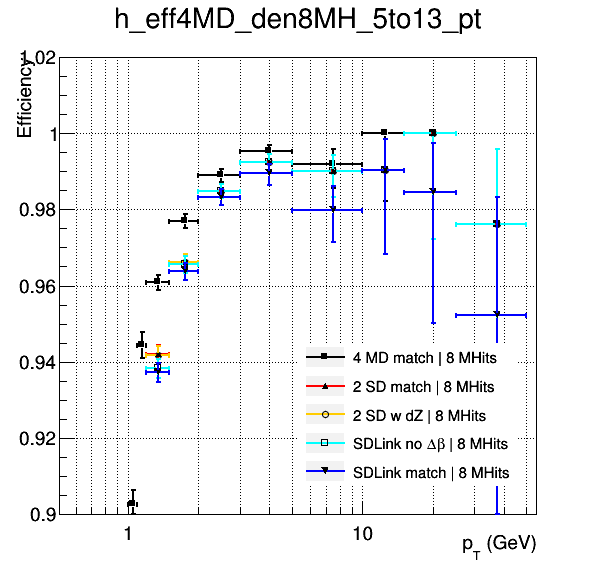 h_eff4MD_den8MH_5to13_pt
Efficiency
1.02
1
0.98
0.96
0.94
0.92
0.9
4 MD match | 8 MHits
2 SD match | 8 MHits
2 SD w dZ | 8 MHits
SDLink no Δβ | 8 MHits
SDLink match | 8 MHits
1
10
p_T (GeV)